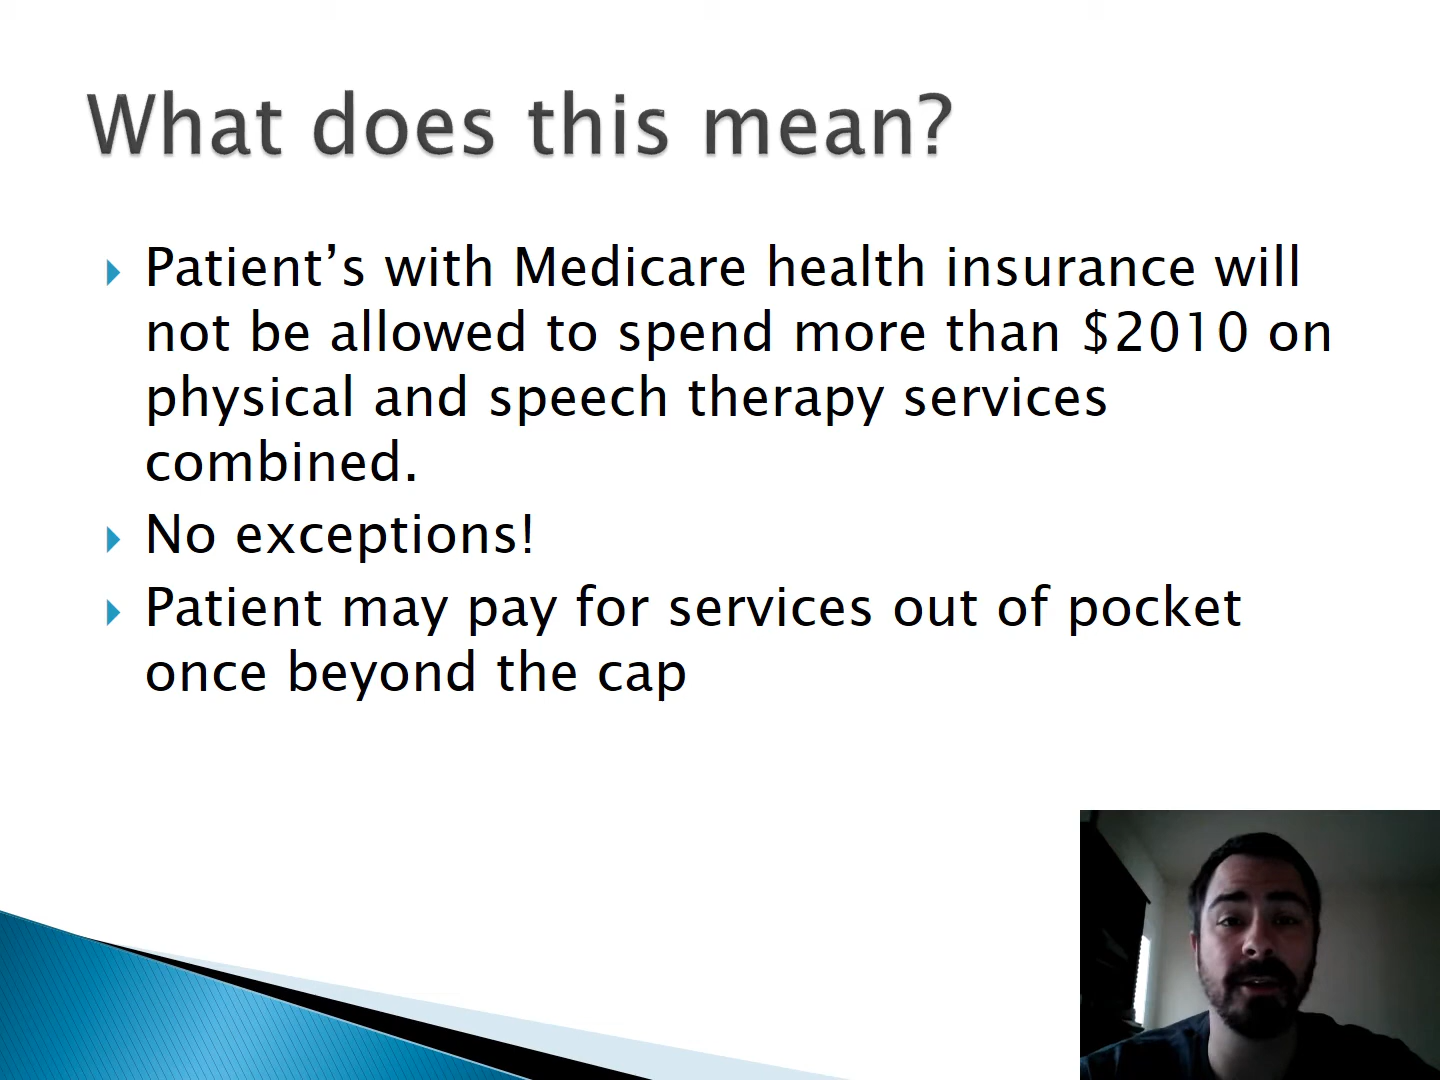 What does this mean?
Patient’s with Medicare health insurance will
not be allowed to spend more than $2010 on
physical and speech therapy services
combined.
No exceptions!
Patient may pay for services out of pocket
once beyond the cap